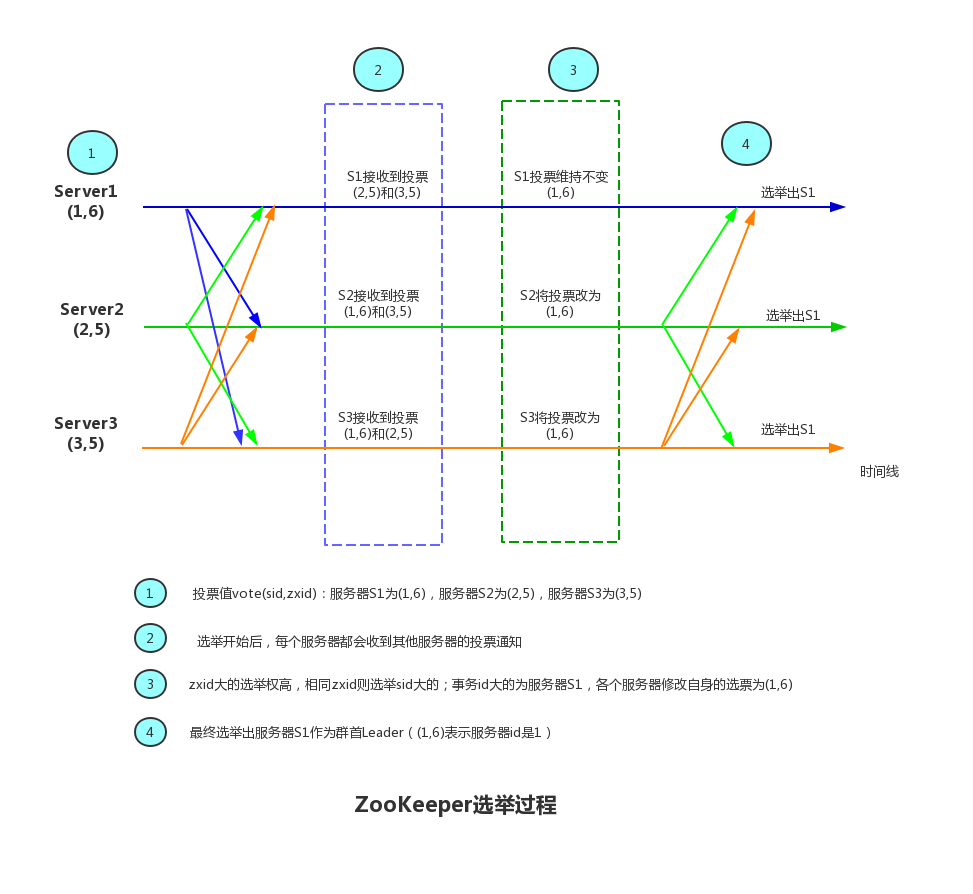 2
3
1
4
Server1
(1,6)
S1接收到投票
(2,5)和(3,5)
S1投票维持不变
(1,6)
选举出S1
Server2
(2,5)
S2接收到投票
(1,6)和(3,5)
S2将投票改为
(1,6)
选举出S1
Server3
(3,5)
S3接收到投票
(1,6)和(2,5)
S3将投票改为
(1,6)
选举出S1
时间线
1 投票值vote(sid,zxid)：服务器S1为(1,6)，服务器S2为(2,5)，服务器S3为(3,5)
2 选举开始后，每个服务器都会收到其他服务器的投票通知
3 zxid大的选举权高，相同zxid则选举sid大的；事务id大的为服务器S1，各个服务器修改自身的选票为(1,6)
4 最终选举出服务器S1作为群首Leader（(1,6)表示服务器id是1）
ZooKeeper选举过程